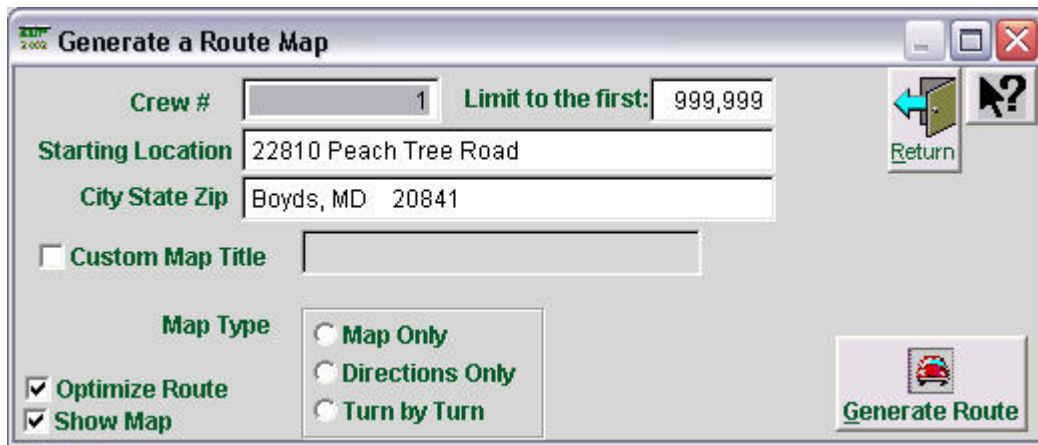 Generate a Route Map
Crew # 1 Limit to the first: 999,999
Starting Location 22810 Peach Tree Road
Return
City State Zip Boyds, MD 20841
Custom Map Title
Map Type
Map Only
Directions Only
Turn by Turn
Optimize Route
Show Map
Generate Route